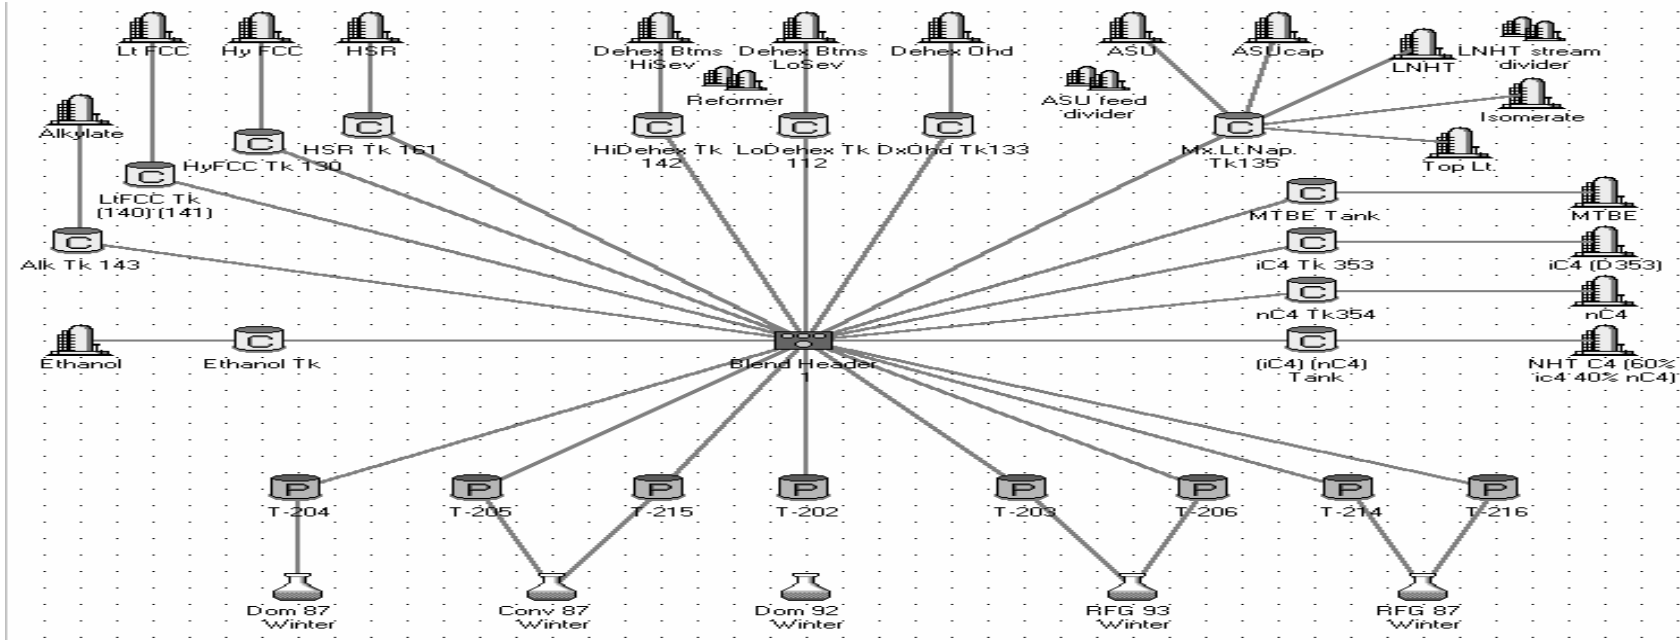 Lt FCC
Hy FCC
HSR
Dehex Btms
HiSev
Dehex Btms
LoSev
Dehex Ohd
ASU
ASUcap
LNHT
LNHT stream
divider
Reformer
ASU feed
divider
Isomerate
Alkylate
HSR Tk 161
HiDehex Tk
142
LoDehex Tk
112
DxOhd Tk133
Mx.Lt.Nap.
Tk135
Top Lt.
HyFCC Tk 130
LtFCC Tk
(140) (141)
MTBE Tank
MTBE
Alk Tk 143
iC4 Tk 353
iC4 (D353)
nC4 Tk354
nC4
Ethanol
Ethanol Tk
Blend Header
1
(iC4) (nC4)
Tank
NHT C4 (60%
ic4 40% nC4)
T-204
T-205
T-215
T-202
T-203
T-206
T-214
T-216
Dom 87
Winter
Conv 87
Winter
Dom 92
Winter
RFG 93
Winter
RFG 87
Winter
C
C
C
C
C
C
C
C
C
C
C
C
C
C
P
P
P
P
P
P
P
P